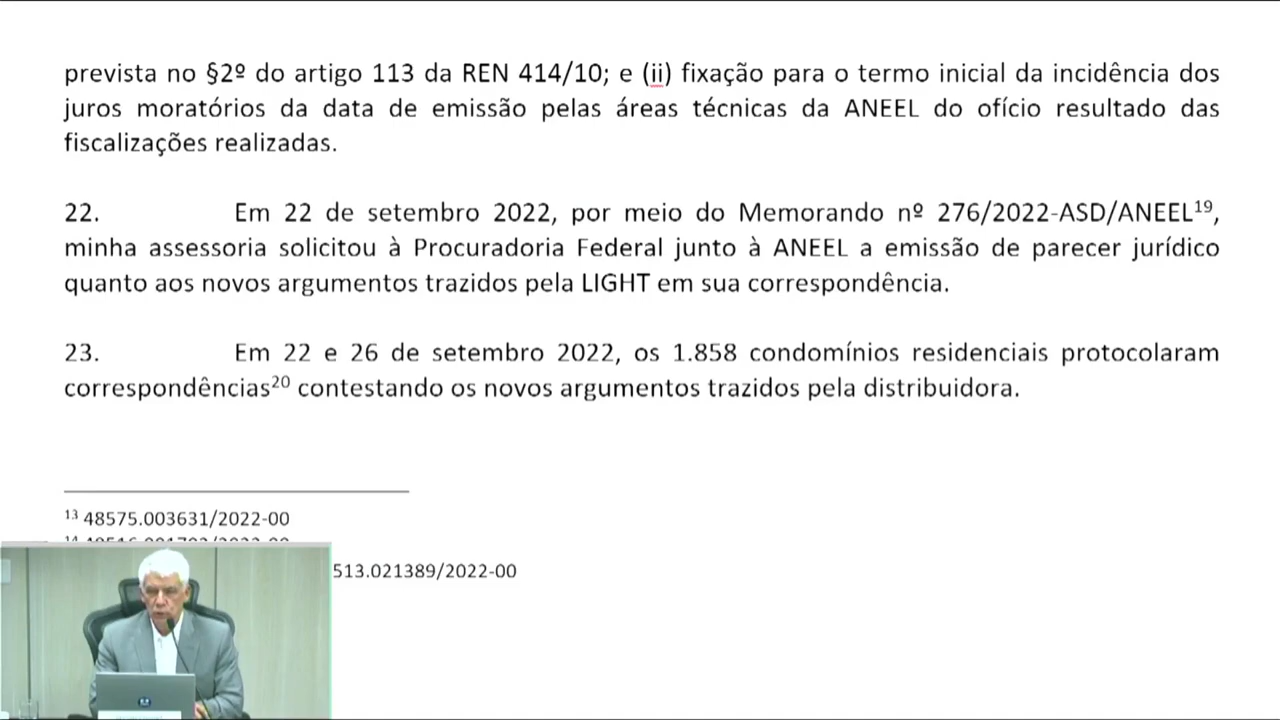 prevista no §2º do artigo 113 da REN 414/10; e (ii) fixação para o termo inicial da incidência dos
juros moratórios da data de emissão pelas áreas técnicas da ANEEL do ofício resultado das
fiscalizações realizadas.
22. Em 22 de setembro 2022, por meio do Memorando nº 276/2022-ASD/ANEEL¹⁹,
minha assessoria solicitou à Procuradoria Federal junto à ANEEL a emissão de parecer jurídico
quanto aos novos argumentos trazidos pela LIGHT em sua correspondência.
23. Em 22 e 26 de setembro 2022, os 1.858 condomínios residenciais protocolaram
correspondências²⁰ contestando os novos argumentos trazidos pela distribuidora.
¹³ 48575.003631/2022-00
513.021389/2022-00